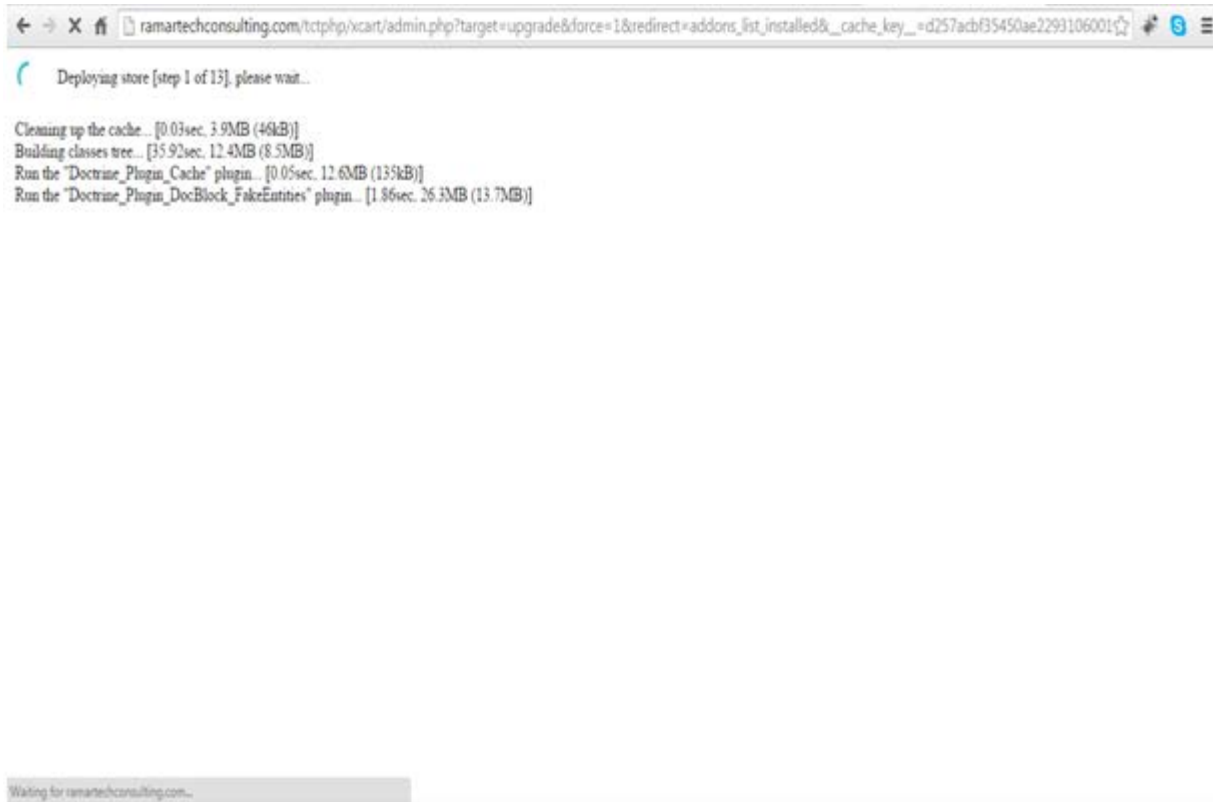 ramartechconsulting.com/tctphp/xcart/admin.php?target=upgrade&force=1&redirect=addons_list_installed&__cache_key__=d257acbf35450ae2293106001
Deploying store [step 1 of 13], please wait...
Cleaning up the cache... [0.03sec, 3.9MB (46kB)]
Building classes tree... [35.92sec, 12.4MB (8.5MB)]
Run the "Doctrine_Plugin_Cache" plugin... [0.05sec, 12.6MB (135kB)]
Run the "Doctrine_Plugin_DocBlock_FakeEntities" plugin... [1.86sec, 26.3MB (13.7MB)]
Waiting for ramartechconsulting.com...